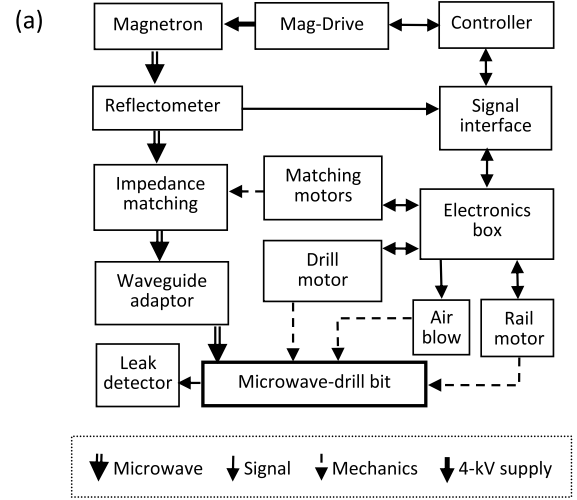 (a)
Magnetron
Mag-Drive
Controller
Reflectometer
Signal
interface
Impedance
matching
Matching
motors
Electronics
box
Waveguide
adaptor
Drill
motor
Air
blow
Rail
motor
Leak
detector
Microwave-drill bit
Microwave
Signal
Mechanics
4-kV supply